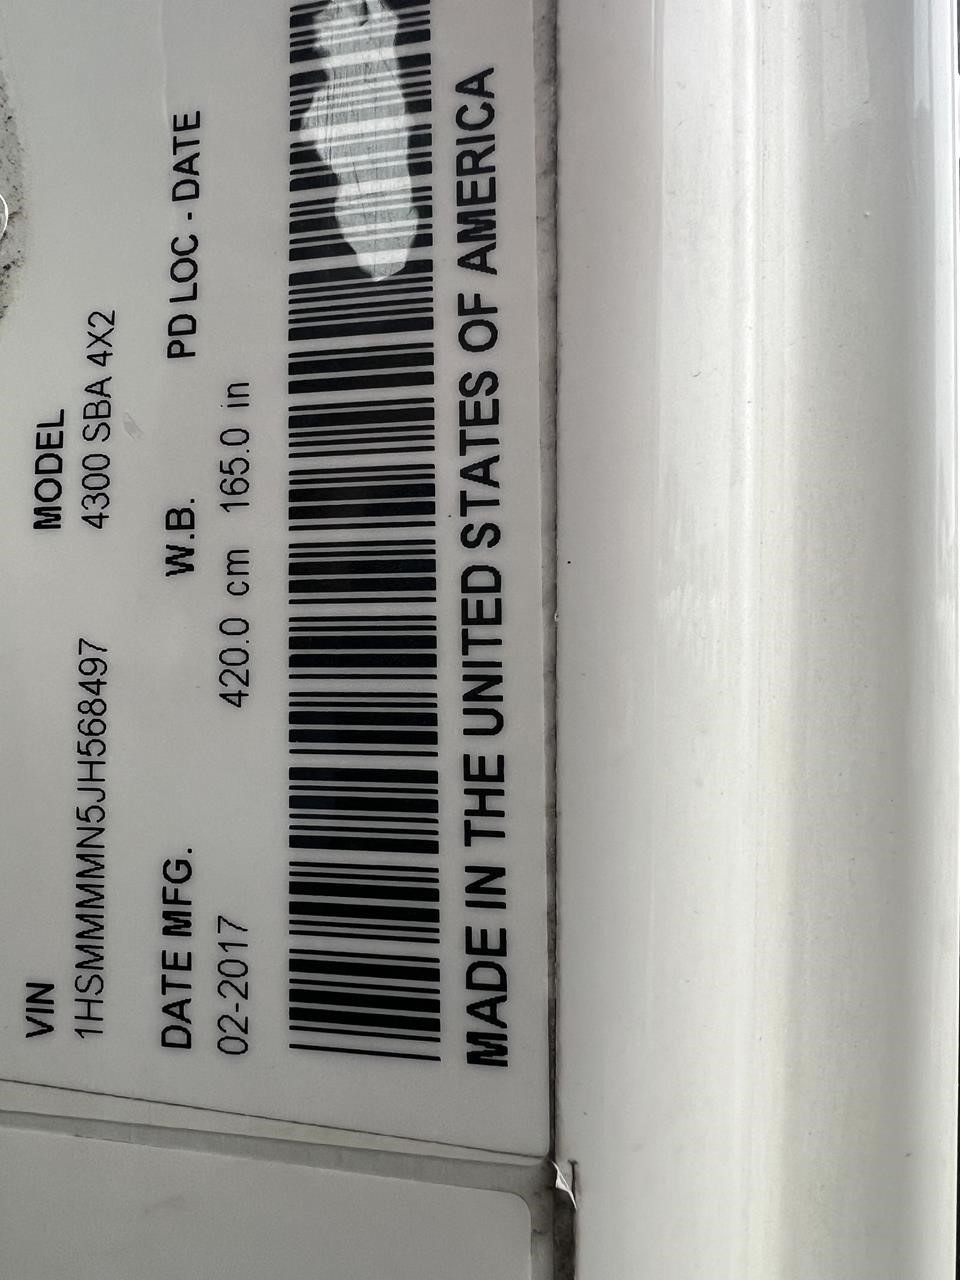 VIN MODEL
1HSMMMMN5JH568497 4300 SBA 4X2
DATE MFG. W.B. PD LOC - DATE
02-2017 420.0 cm 165.0 in
MADE IN THE UNITED STATES OF AMERICA